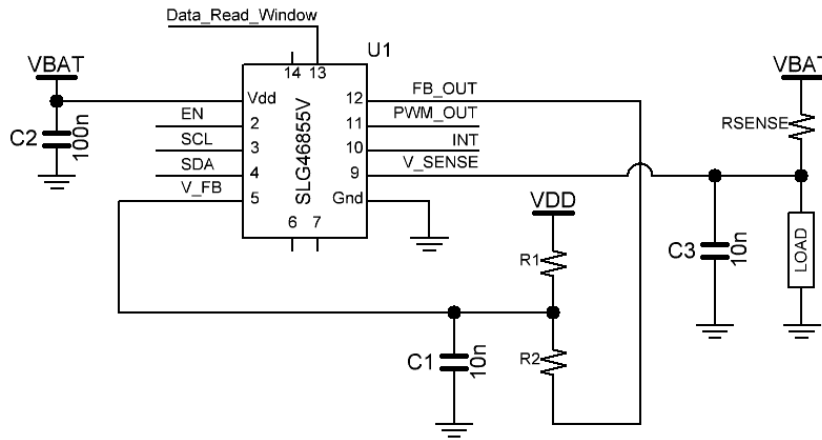 Data_Read_Window
U1
VBAT
C2
100n
14 13
Vdd
EN 2
SCL 3
SDA 4
V_FB 5
SLG46855V
12 FB_OUT
11 PWM_OUT
10 INT
9 V_SENSE
Gnd
6 7
VDD
R1
R2
C1
10n
C3
10n
VBAT
RSENSE
LOAD